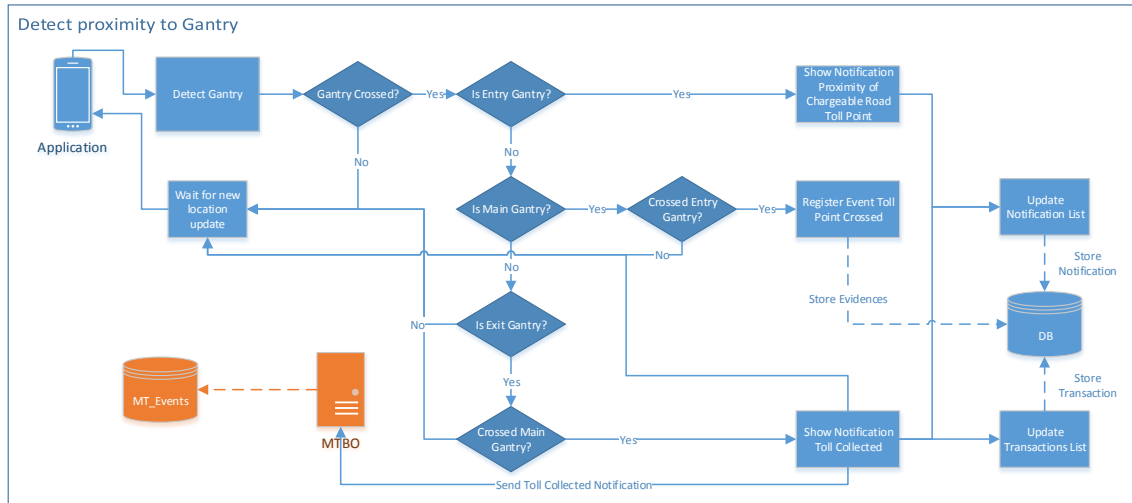 Detect proximity to Gantry
Application
Detect Gantry
Gantry Crossed?
Yes
Is Entry Gantry?
Yes
Show Notification
Proximity of
Chargeable Road
Toll Point
No
No
Wait for new
location
update
Is Main Gantry?
Yes
Crossed Entry
Gantry?
Yes
Register Event Toll
Point Crossed
Update
Notification List
No
No
Store
Notification
Store Evidences
No
Is Exit Gantry?
DB
MT_Events
MTBO
Yes
Store
Transaction
Crossed Main
Gantry?
Yes
Show Notification
Toll Collected
Update
Transactions List
Send Toll Collected Notification